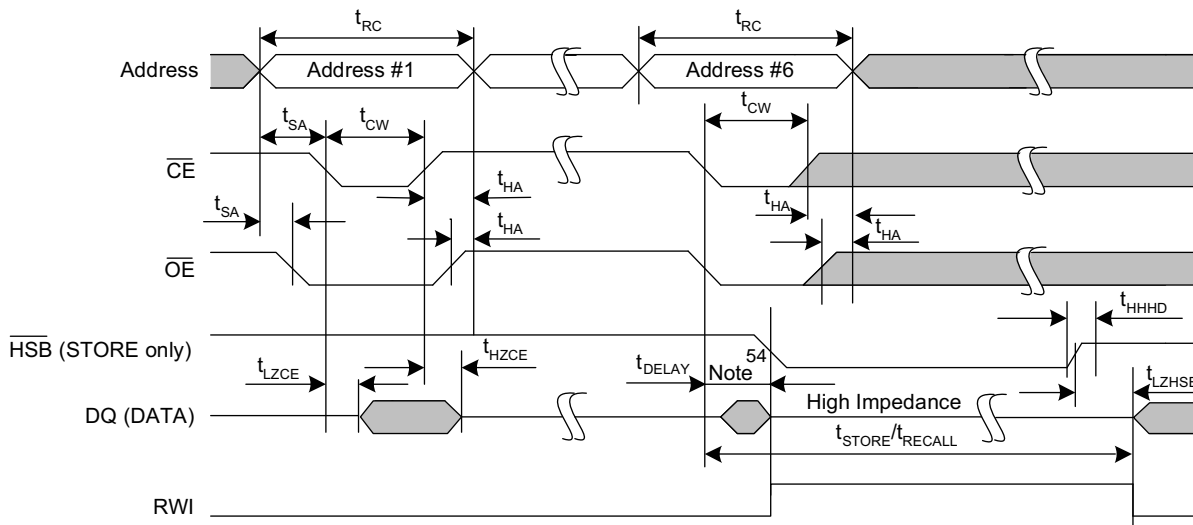 tRC tRC
Address Address #1 Address #6
tCW
tSA tCW
CE
tHA
tSA tHA
tHA tHA
OE
tHHHD
HSB (STORE only)
tHZCE 54
tLZCE tDELAY Note tLZHSB
High Impedance
DQ (DATA)
tSTORE/tRECALL
RWI